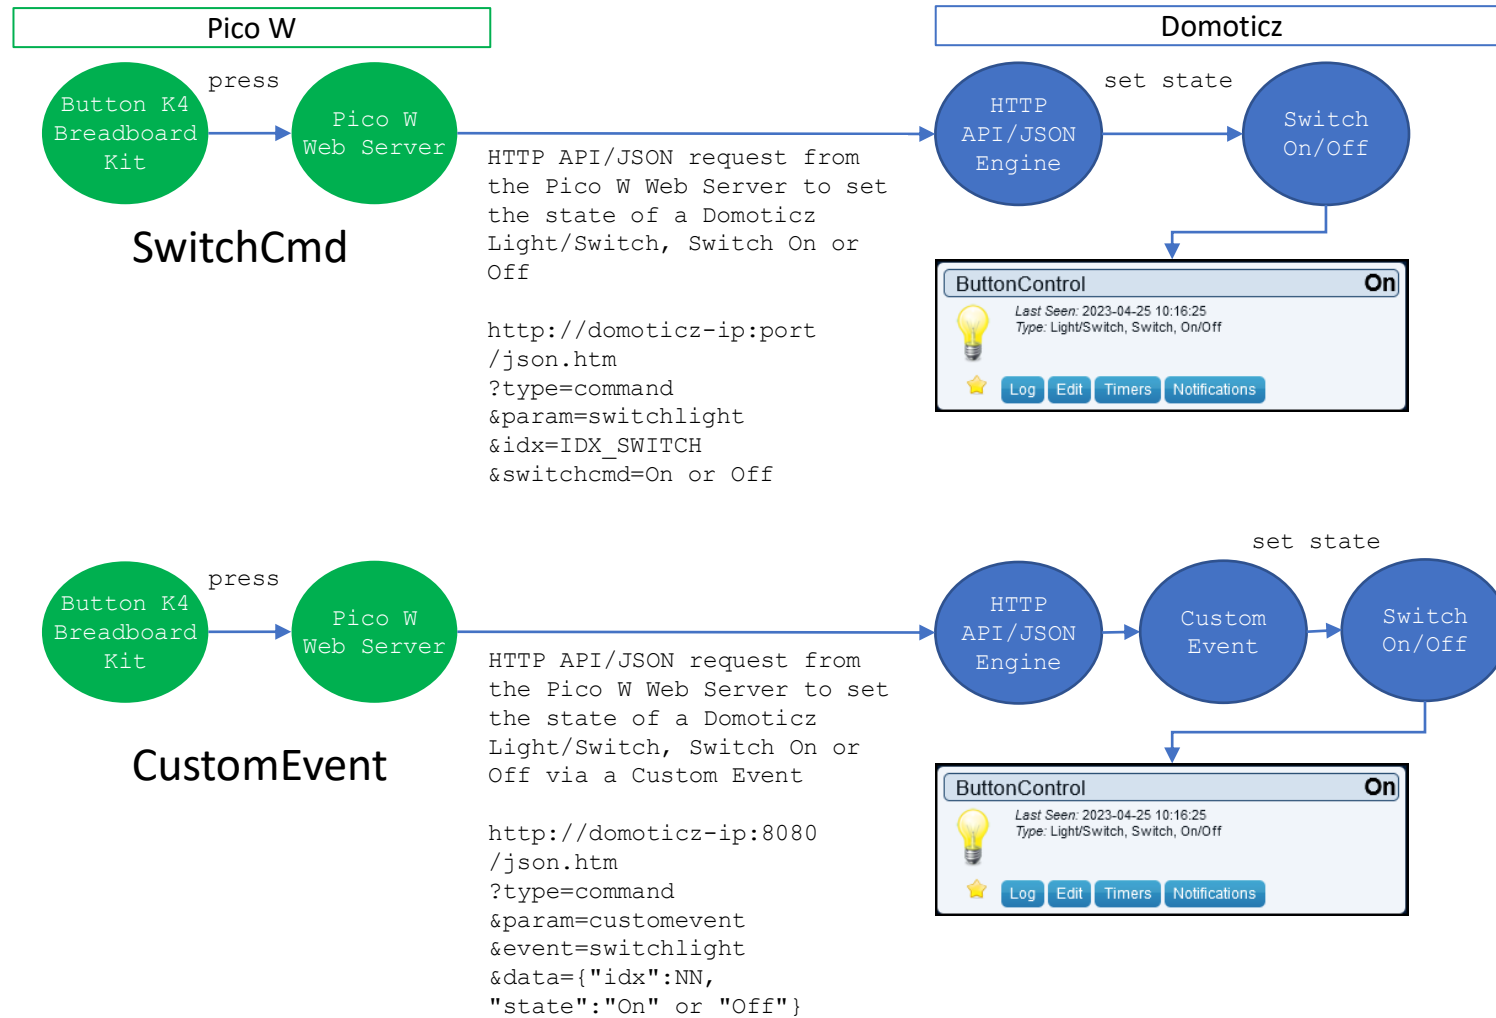 Pico W
Domoticz
press
set state
Button K4
Breadboard
Kit
Pico W
Web Server
HTTP
API/JSON
Engine
Switch
On/Off
SwitchCmd
HTTP API/JSON request from
the Pico W Web Server to set
the state of a Domoticz
Light/Switch, Switch On or
Off
http://domoticz-ip:port
/json.htm
?type=command
&param=switchlight
&idx=IDX_SWITCH
&switchcmd=On or Off
ButtonControl On
Last Seen: 2023-04-25 10:16:25
Type: Light/Switch, Switch, On/Off
Log Edit Timers Notifications
set state
press
Button K4
Breadboard
Kit
Pico W
Web Server
HTTP
API/JSON
Engine
Custom
Event
Switch
On/Off
CustomEvent
HTTP API/JSON request from
the Pico W Web Server to set
the state of a Domoticz
Light/Switch, Switch On or
Off via a Custom Event
http://domoticz-ip:8080
/json.htm
?type=command
&param=customevent
&event=switchlight
&data={"idx":NN,
"state":"On" or "Off"}
ButtonControl On
Last Seen: 2023-04-25 10:16:25
Type: Light/Switch, Switch, On/Off
Log Edit Timers Notifications